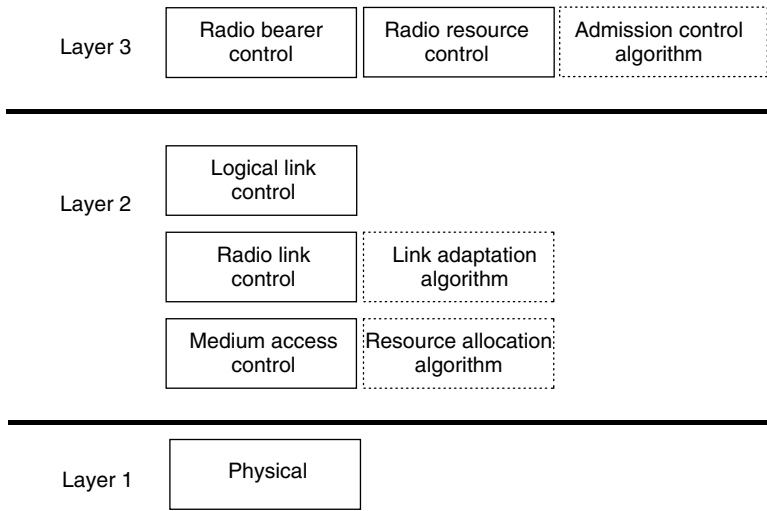 Layer 3
Radio bearer
control
Radio resource
control
Admission control
algorithm
Layer 2
Logical link
control
Radio link
control
Link adaptation
algorithm
Medium access
control
Resource allocation
algorithm
Layer 1
Physical